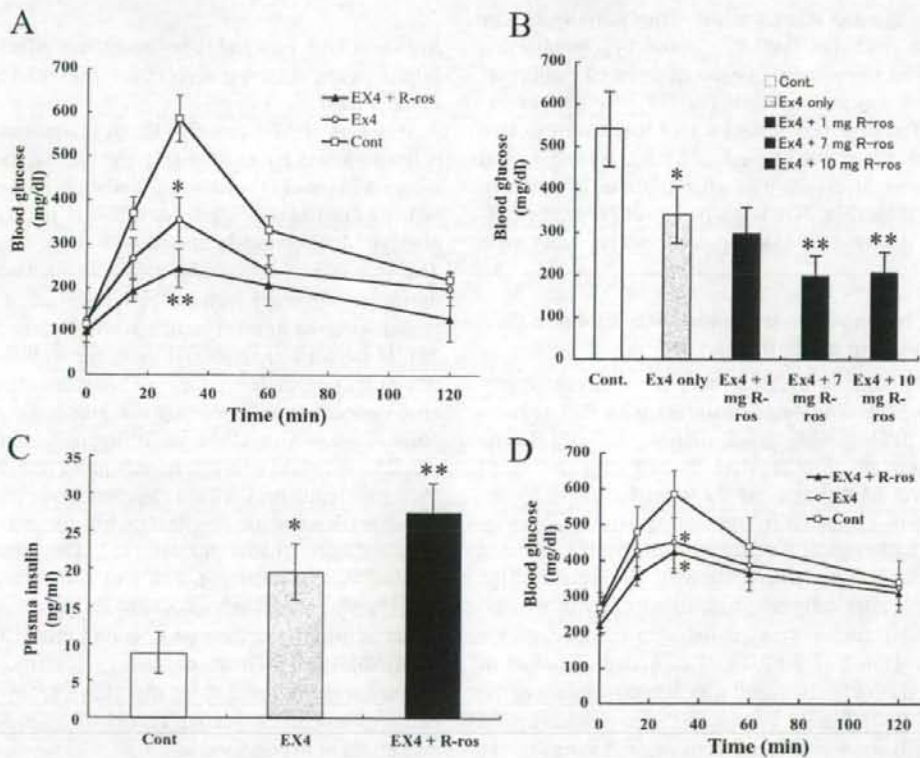 A
700
600
500
400
300
200
100
0
Blood glucose
(mg/dl)
EX4 + R-ros
Ex4
Cont
*
**
0
20
40
60
80
100
120
Time (min)
B
700
600
500
400
300
200
100
0
Blood glucose
(mg/dl)
Cont.
Ex4 only
Ex4 + 1 mg R-ros
Ex4 + 7 mg R-ros
Ex4 + 10 mg R-ros
*
**
**
Cont.
Ex4 only
Ex4 + 1
mg R-
ros
Ex4 + 7
mg R-
ros
Ex4 + 10
mg R-
ros
C
35
30
25
20
15
10
5
0
Plasma insulin
(ng/ml)
*
**
Cont
EX4
EX4 + R-ros
D
700
600
500
400
300
200
100
Blood glucose
(mg/dl)
EX4 + R-ros
Ex4
Cont
*
*
0
20
40
60
80
100
120
Time (min)